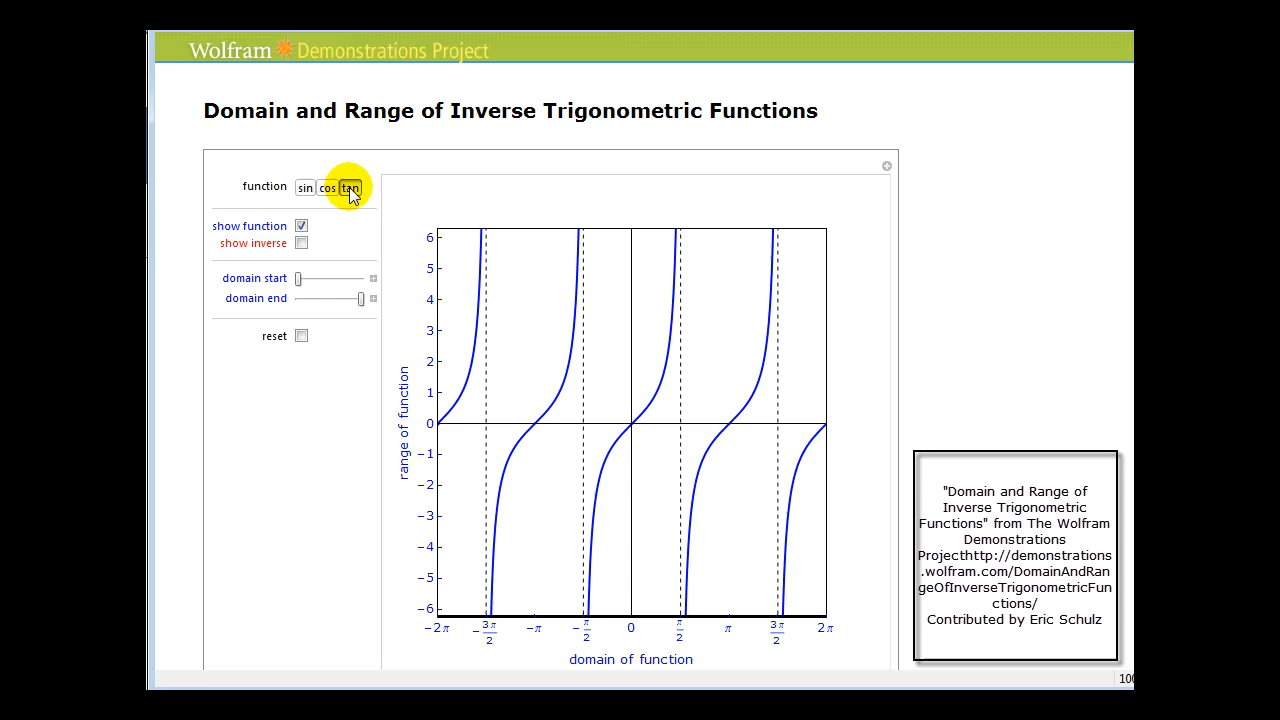 Wolfram Demonstrations Project
Domain and Range of Inverse Trigonometric Functions
function sin cos tan
show function
show inverse
domain start
domain end
reset
range of function
6
5
4
3
2
1
0
−1
−2
−3
−4
−5
−6
−2π −3π/2 −π −π/2 0 π/2 π 3π/2 2π
domain of function
"Domain and Range of
Inverse Trigonometric
Functions" from The Wolfram
Demonstrations
Projecthttp://demonstrations
.wolfram.com/DomainAndRan
geOfInverseTrigonometricFun
ctions/
Contributed by Eric Schulz
100